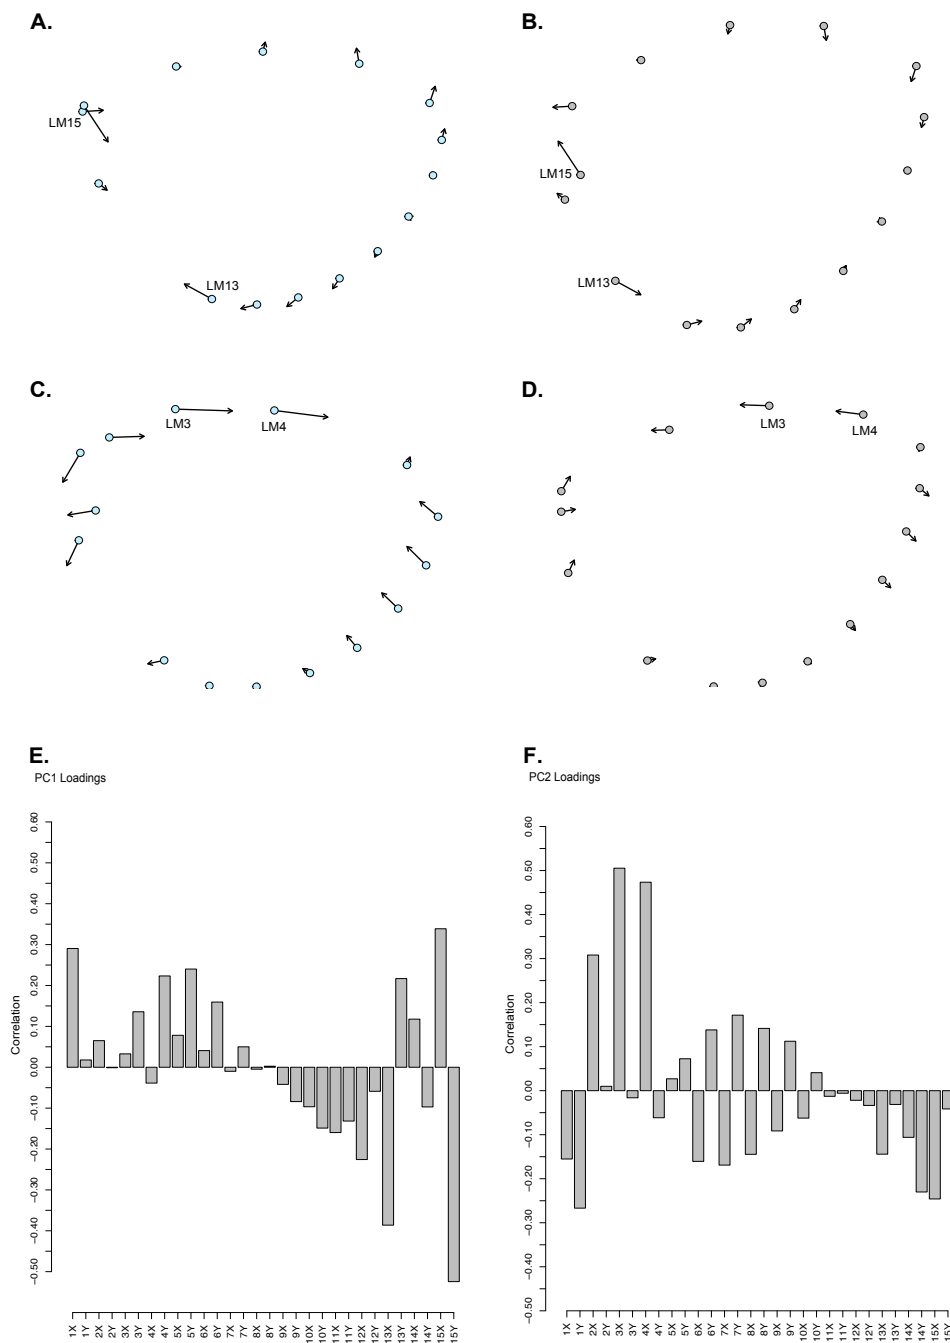 A.
B.
LM15
LM13
LM15
LM13
C.
D.
LM3
LM4
LM3
LM4
E.
PC1 Loadings
Correlation
0.60
0.50
0.40
0.30
0.20
0.10
0.00
−0.10
−0.20
−0.30
−0.40
−0.50
1X
1Y
2X
2Y
3X
3Y
4X
4Y
5X
5Y
6X
6Y
7X
7Y
8X
8Y
9X
9Y
10X
10Y
11X
11Y
12X
12Y
13X
13Y
14X
14Y
15X
15Y
F.
PC2 Loadings
Correlation
0.60
0.50
0.40
0.30
0.20
0.10
0.00
−0.10
−0.20
−0.30
−0.40
−0.50
1X
1Y
2X
2Y
3X
3Y
4X
4Y
5X
5Y
6X
6Y
7X
7Y
8X
8Y
9X
9Y
10X
10Y
11X
11Y
12X
12Y
13X
13Y
14X
14Y
15X